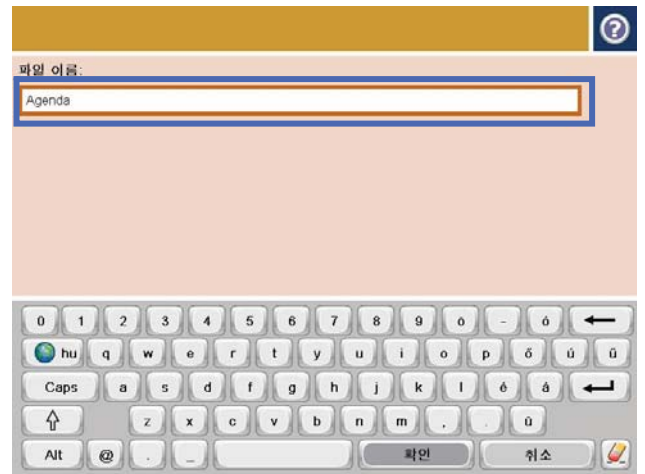 파일 이름:
Agenda
0 1 2 3 4 5 6 7 8 9 0 - ó
hu q w e r t y u i o p ő ú ű
Caps a s d f g h j k l é á
z x c v b n m , . ü
Alt @ . _ 확인 취소